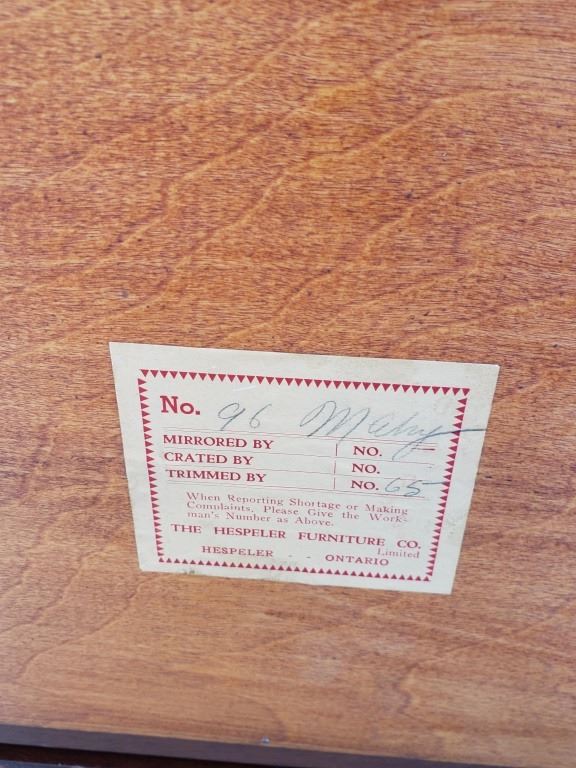 No. 96 Mahy
MIRRORED BY NO.
CRATED BY NO.
TRIMMED BY NO. 65
When Reporting Shortage or Making
Complaints, Please Give the Work-
man's Number as Above.
THE HESPELER FURNITURE CO.
Limited
HESPELER - - ONTARIO